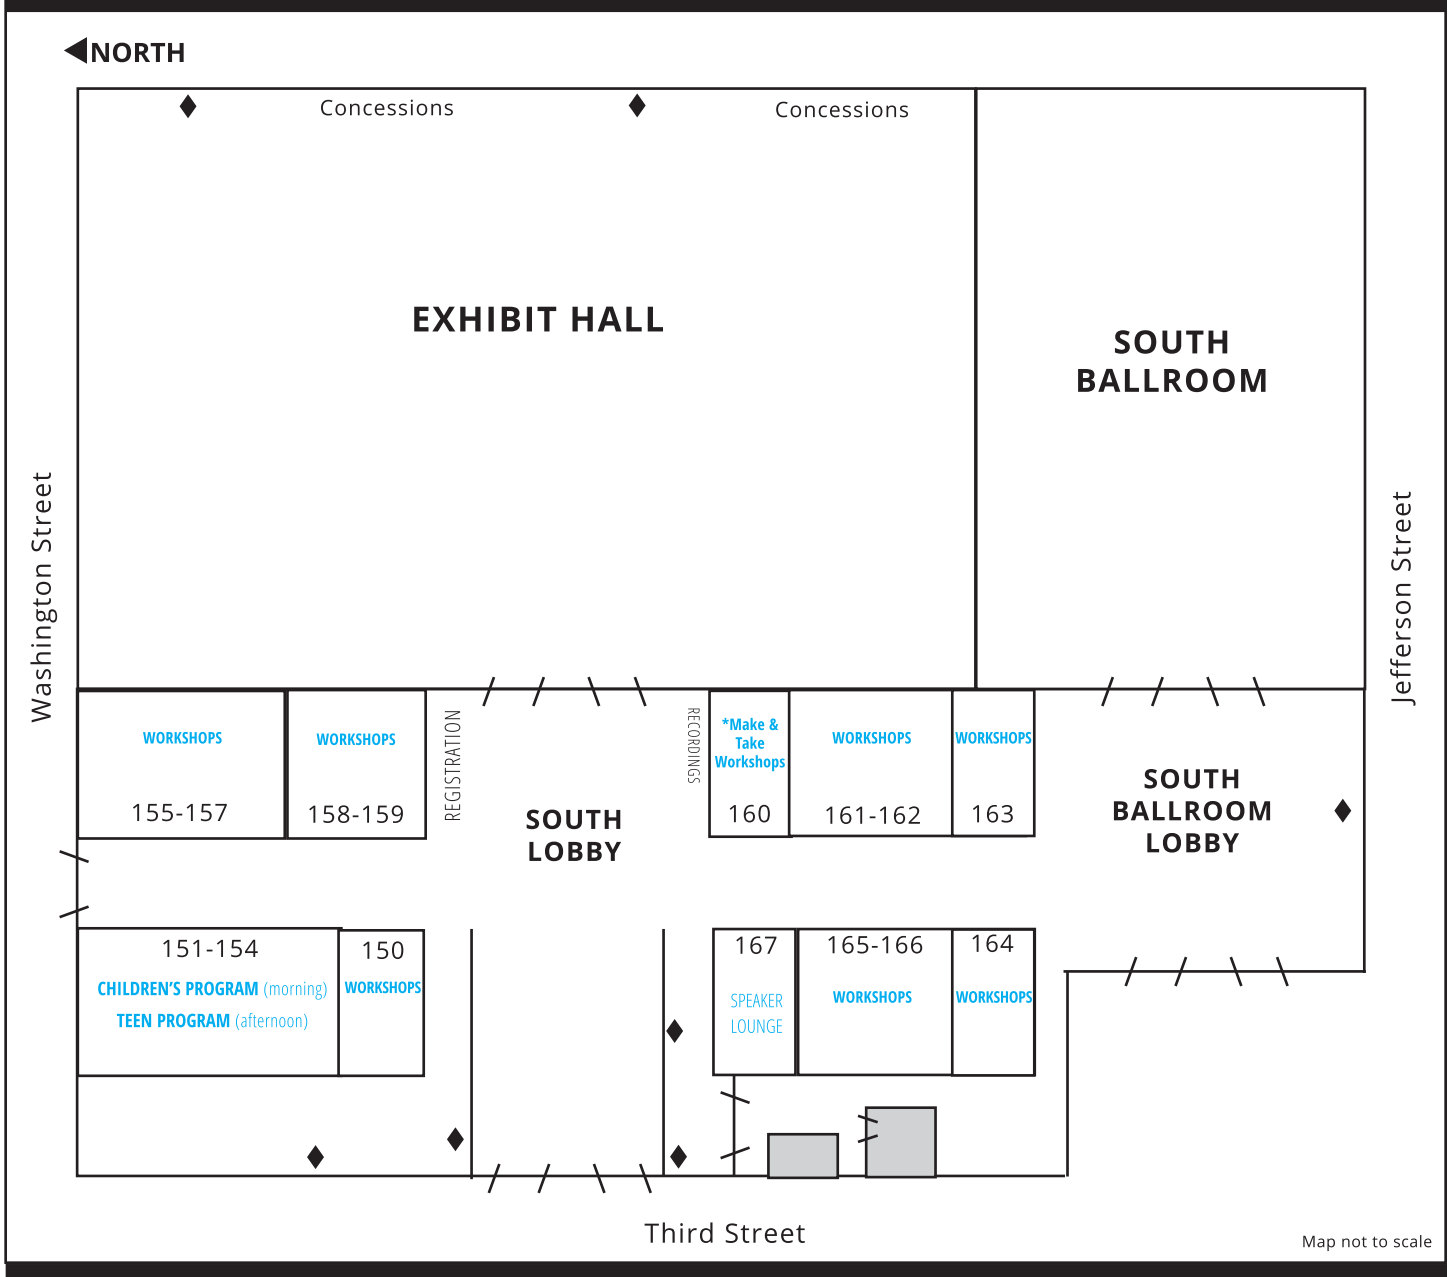 NORTH
Concessions
Concessions
EXHIBIT HALL
SOUTH
BALLROOM
Washington Street
Jefferson Street
WORKSHOPS
155-157
WORKSHOPS
158-159
REGISTRATION
SOUTH
LOBBY
RECORDINGS
*Make &
Take
Workshops
160
WORKSHOPS
161-162
WORKSHOPS
163
SOUTH
BALLROOM
LOBBY
151-154
CHILDREN'S PROGRAM (morning)
TEEN PROGRAM (afternoon)
150
WORKSHOPS
167
SPEAKER
LOUNGE
165-166
WORKSHOPS
164
WORKSHOPS
Third Street
Map not to scale